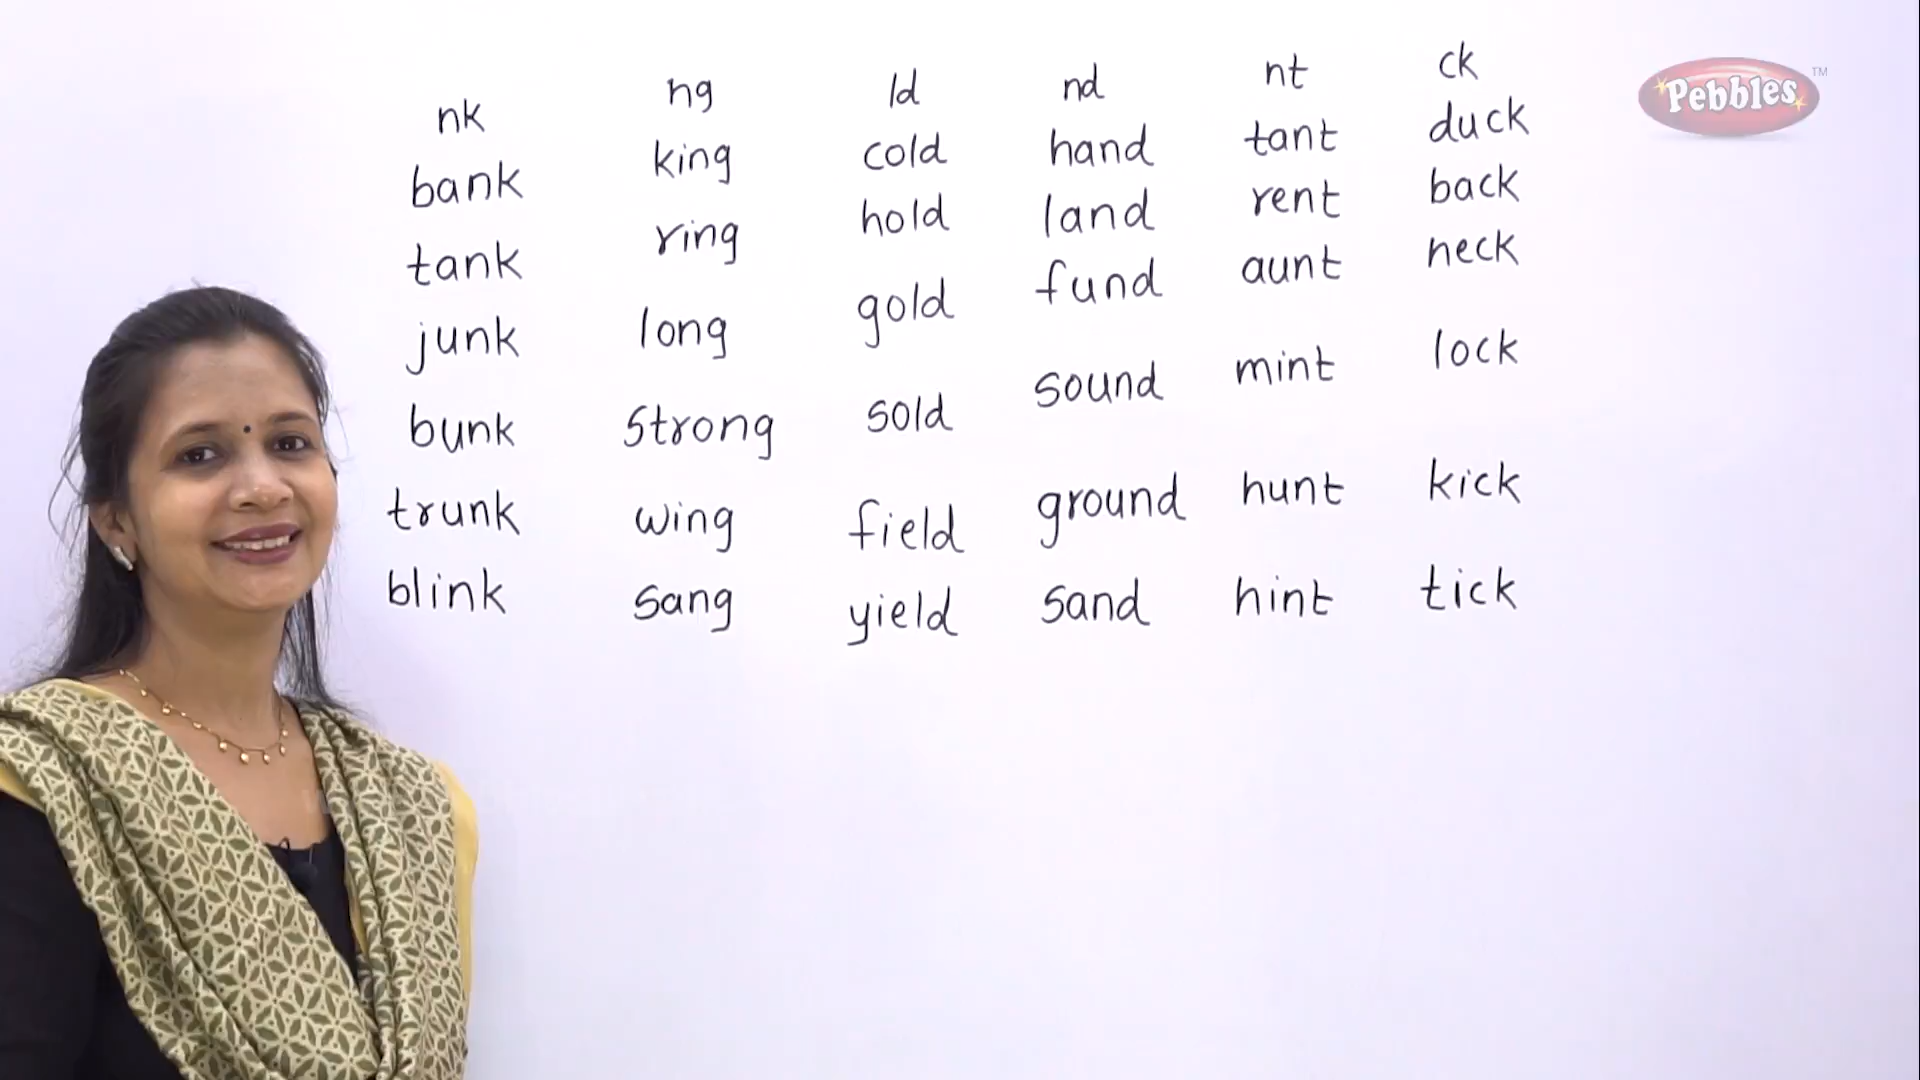 nk ng ld nd nt ck
bank king cold hand tant duck
tank ring hold land rent back
junk long gold fund aunt neck
bunk strong sold sound mint lock
trunk wing field ground hunt kick
blink sang yield sand hint tick
Pebbles TM